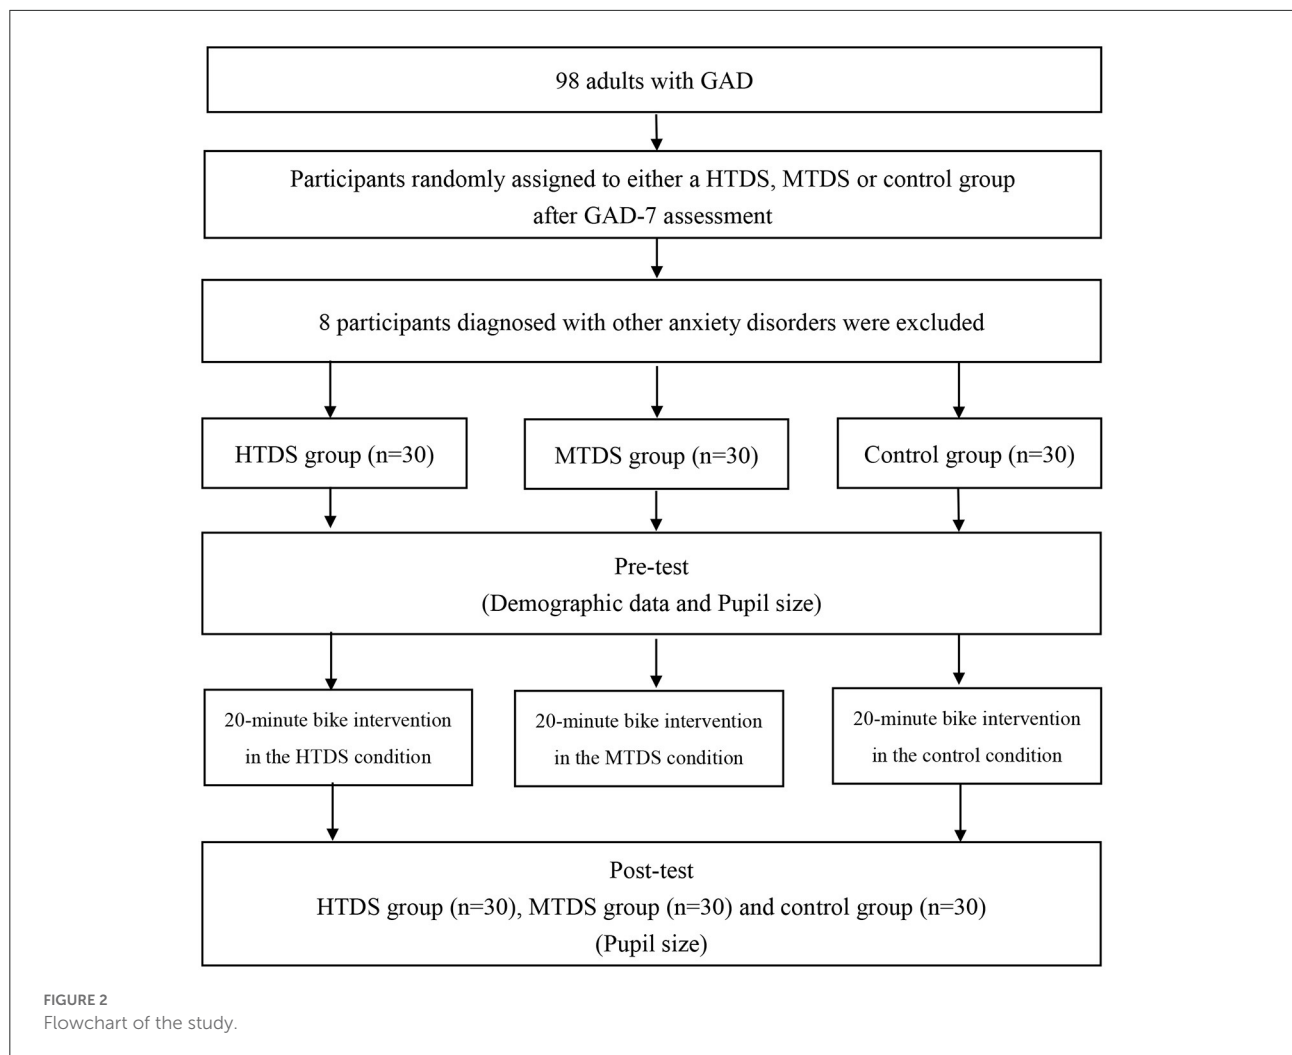 98 adults with GAD
Participants randomly assigned to either a HTDS, MTDS or control group
after GAD-7 assessment
8 participants diagnosed with other anxiety disorders were excluded
HTDS group (n=30)
MTDS group (n=30)
Control group (n=30)
Pre-test
(Demographic data and Pupil size)
20-minute bike intervention
in the HTDS condition
20-minute bike intervention
in the MTDS condition
20-minute bike intervention
in the control condition
Post-test
HTDS group (n=30), MTDS group (n=30) and control group (n=30)
(Pupil size)
FIGURE 2
Flowchart of the study.